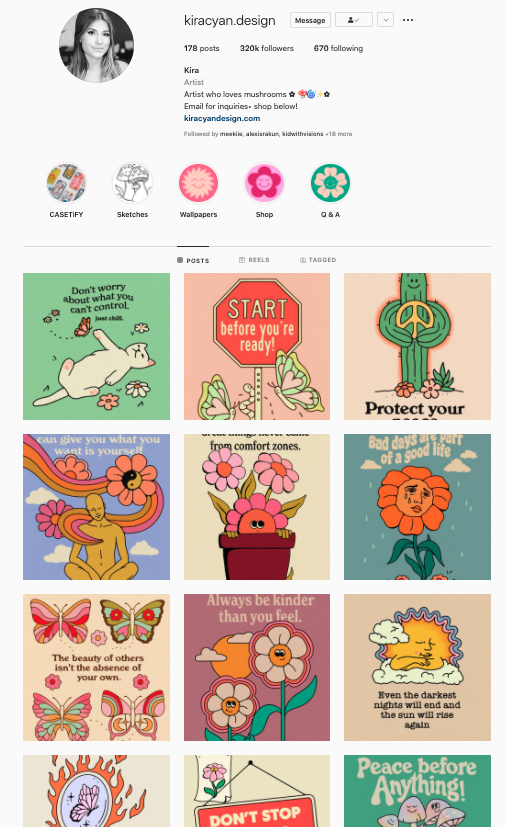 kiracyan.design
Message
178 posts 320k followers 670 following
Kira
Artist
Artist who loves mushrooms ✿ 🍄🌀✨✿
Email for inquiries• shop below!
kiracyandesign.com
Followed by meekiie, alexisrakun, kidwithvisions +18 more
CASETiFY Sketches Wallpapers Shop Q & A
POSTS REELS TAGGED
Don't worry
about what you
can't control.
Just chill.
START
before you're
ready!
Protect your
can give you what you
want is yourself
Great things never came
from comfort zones.
Bad days are part
of a good life
The beauty of others
isn't the absence of
your own.
Always be kinder
than you feel.
Even the darkest
nights will end and
the sun will rise
again
DON'T STOP
Peace before
Anything!